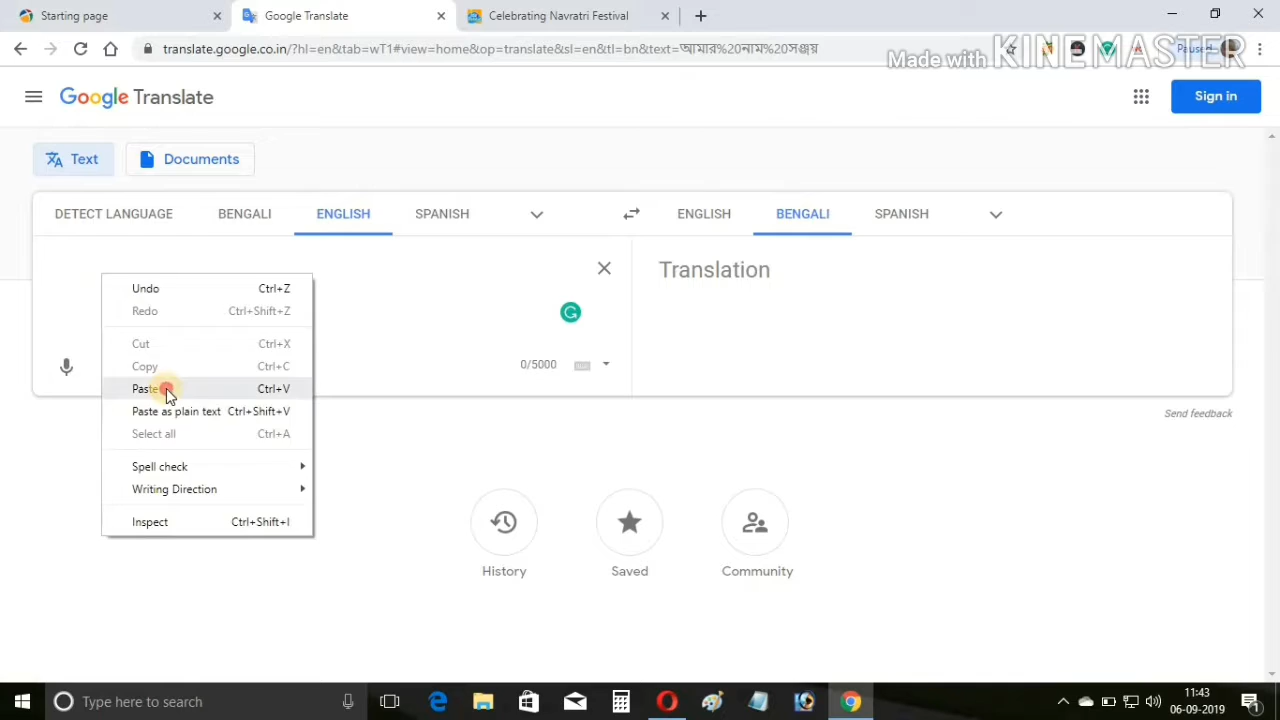 Starting page
Google Translate
Celebrating Navratri Festival
translate.google.co.in/?hl=en&tab=wT1#view=home&op=translate&sl=en&tl=bn&text=আমার%20নাম%20সঞ্জয়
Paused
Made with KINEMASTER
Google Translate
Sign in
Text
Documents
DETECT LANGUAGE BENGALI ENGLISH SPANISH
ENGLISH BENGALI SPANISH
Translation
Undo Ctrl+Z
Redo Ctrl+Shift+Z
Cut Ctrl+X
Copy Ctrl+C
Paste Ctrl+V
Paste as plain text Ctrl+Shift+V
Select all Ctrl+A
Spell check
Writing Direction
Inspect Ctrl+Shift+I
0/5000
Send feedback
History
Saved
Community
Type here to search
11:43
06-09-2019
1